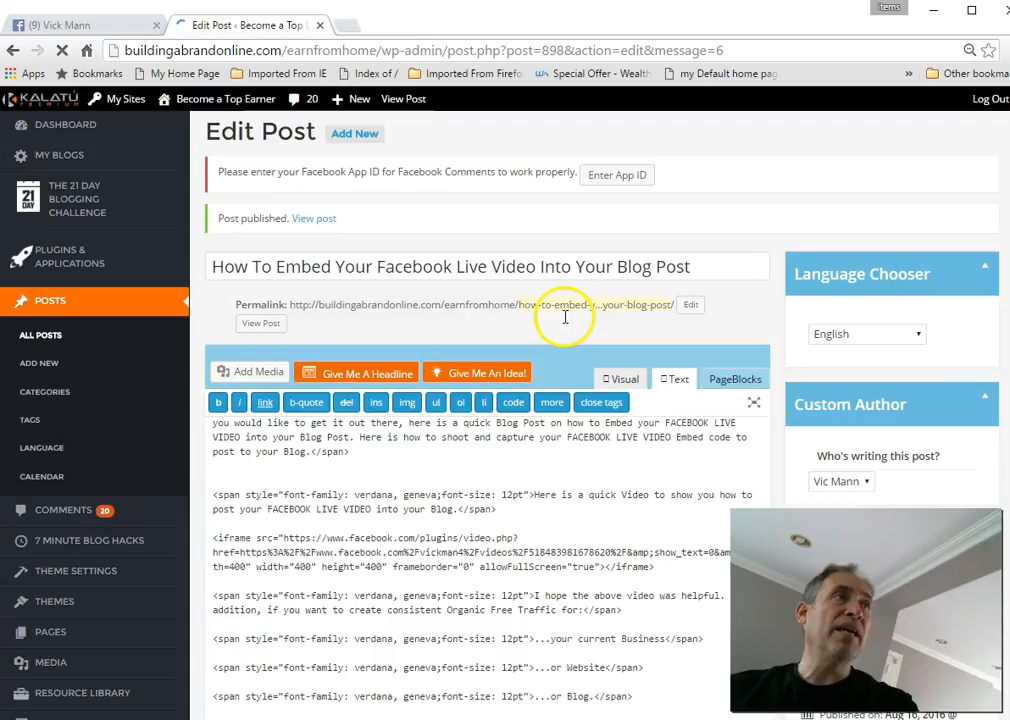 items
(9) Vick Mann
Edit Post ‹ Become a Top
buildingabrandonline.com/earnfromhome/wp-admin/post.php?post=898&action=edit&message=6
Apps Bookmarks My Home Page Imported From IE Index of / Imported From Firefo Special Offer - Wealth my Default home pag » Other bookma
KALATÚ PREMIUM My Sites Become a Top Earner 20 + New View Post Log Out
DASHBOARD
MY BLOGS
21 DAY
THE 21 DAY
BLOGGING
CHALLENGE
PLUGINS &
APPLICATIONS
POSTS
ALL POSTS
ADD NEW
CATEGORIES
TAGS
LANGUAGE
CALENDAR
COMMENTS 20
7 MINUTE BLOG HACKS
THEME SETTINGS
THEMES
PAGES
MEDIA
RESOURCE LIBRARY
Edit Post Add New
Please enter your Facebook App ID for Facebook Comments to work properly. Enter App ID
Post published. View post
How To Embed Your Facebook Live Video Into Your Blog Post
Permalink: http://buildingabrandonline.com/earnfromhome/how-to-embed-y...your-blog-post/ Edit
View Post
Add Media Give Me A Headline Give Me An Idea! Visual Text PageBlocks
b i link b-quote del ins img ul ol li code more close tags
you would like to get it out there, here is a quick Blog Post on how to Embed your FACEBOOK LIVE
VIDEO into your Blog Post. Here is how to shoot and capture your FACEBOOK LIVE VIDEO Embed code to
post to your Blog.</span>
<span style="font-family: verdana, geneva;font-size: 12pt">Here is a quick Video to show you how to
post your FACEBOOK LIVE VIDEO into your Blog.</span>
<iframe src="https://www.facebook.com/plugins/video.php?
href=https%3A%2F%2Fwww.facebook.com%2Fvickman4%2Fvideos%2F518483981678620%2F&amp;show_text=0&am
th=400" width="400" height="400" frameborder="0" allowFullScreen="true"></iframe>
<span style="font-family: verdana, geneva;font-size: 12pt">I hope the above video was helpful.
addition, if you want to create consistent Organic Free Traffic for:</span>
<span style="font-family: verdana, geneva;font-size: 12pt">...your current Business</span>
<span style="font-family: verdana, geneva;font-size: 12pt">...or Website</span>
<span style="font-family: verdana, geneva;font-size: 12pt">...or Blog.</span>
Language Chooser
English
Custom Author
Who's writing this post?
Vic Mann
Published on: Aug 16, 2016 @